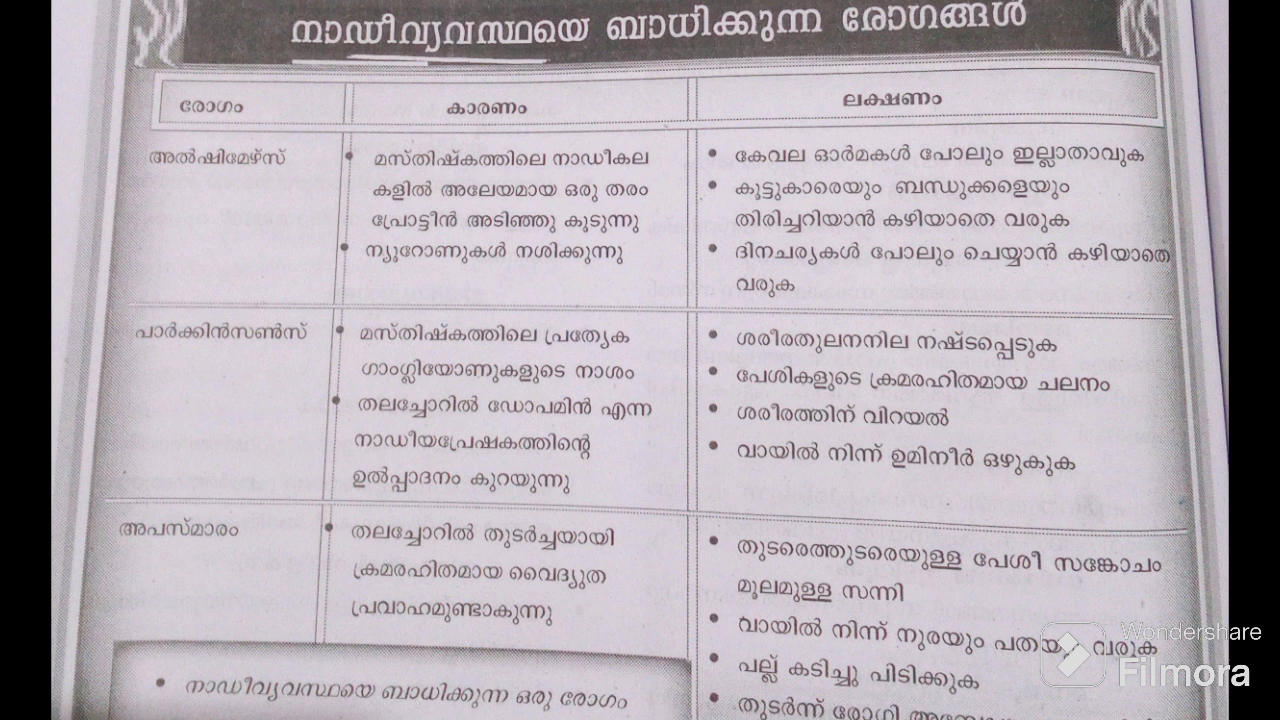 നാഡീവ്യവസ്ഥയെ ബാധിക്കുന്ന രോഗങ്ങൾ
രോഗം
കാരണം
ലക്ഷണം
അൽഷിമേഴ്സ്
• മസ്തിഷ്കത്തിലെ നാഡീകല
കളിൽ അലേയമായ ഒരു തരം
പ്രോട്ടീൻ അടിഞ്ഞു കൂടുന്നു
• ന്യൂറോണുകൾ നശിക്കുന്നു
• കേവല ഓർമകൾ പോലും ഇല്ലാതാവുക
• കൂട്ടുകാരെയും ബന്ധുക്കളെയും
തിരിച്ചറിയാൻ കഴിയാതെ വരുക
• ദിനചര്യകൾ പോലും ചെയ്യാൻ കഴിയാതെ
വരുക
പാർക്കിൻസൺസ്
• മസ്തിഷ്കത്തിലെ പ്രത്യേക
ഗാംഗ്ലിയോണുകളുടെ നാശം
• തലച്ചോറിൽ ഡോപമിൻ എന്ന
നാഡീയപ്രേഷകത്തിന്റെ
ഉൽപ്പാദനം കുറയുന്നു
• ശരീരതുലനനില നഷ്ടപ്പെടുക
• പേശികളുടെ ക്രമരഹിതമായ ചലനം
• ശരീരത്തിന് വിറയൽ
• വായിൽ നിന്ന് ഉമിനീർ ഒഴുകുക
അപസ്മാരം
• തലച്ചോറിൽ തുടർച്ചയായി
ക്രമരഹിതമായ വൈദ്യുത
പ്രവാഹമുണ്ടാകുന്നു
• തുടരെത്തുടരെയുള്ള പേശീ സങ്കോചം
മൂലമുള്ള സന്നി
• വായിൽ നിന്ന് നുരയും പതയും വരുക
• പല്ല് കടിച്ചു പിടിക്കുക
• തുടർന്ന് രോഗി
• നാഡീവ്യവസ്ഥയെ ബാധിക്കുന്ന ഒരു രോഗം
Wondershare
Filmora